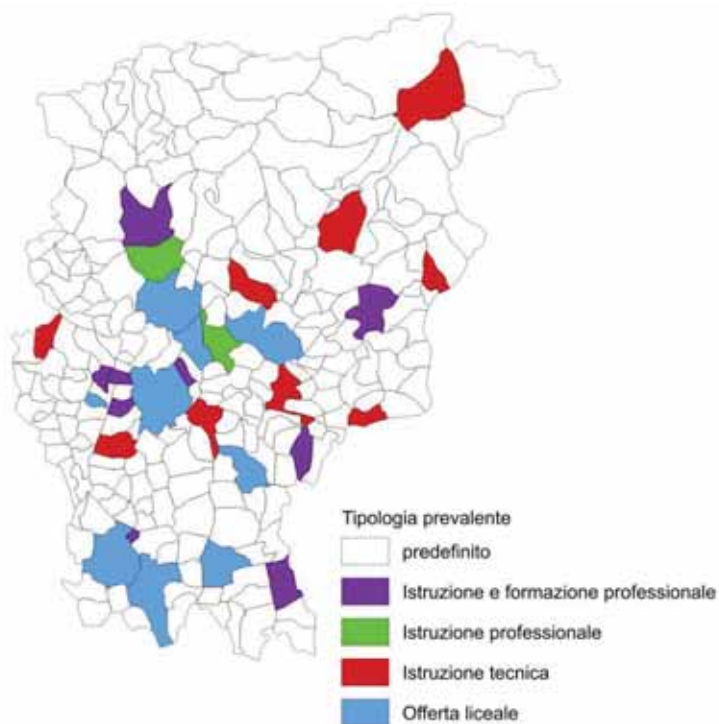 Tipologia prevalente
predefinito
Istruzione e formazione professionale
Istruzione professionale
Istruzione tecnica
Offerta liceale